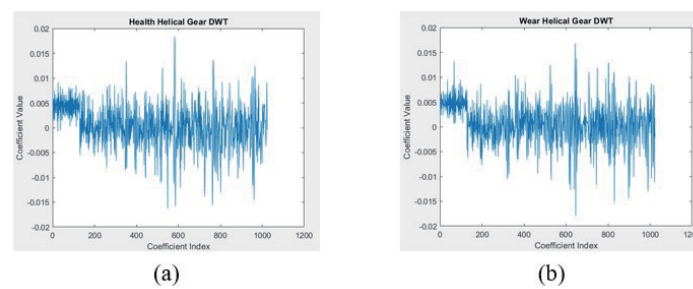 Health Helical Gear DWT
0.02
0.015
0.01
0.005
0
-0.005
-0.01
-0.015
-0.02
Coefficient Value
0 200 400 600 800 1000 1200
Coefficient Index
(a)
Wear Helical Gear DWT
0.02
0.015
0.01
0.005
0
-0.005
-0.01
-0.015
-0.02
Coefficient Value
0 200 400 600 800 1000 1200
Coefficient Index
(b)